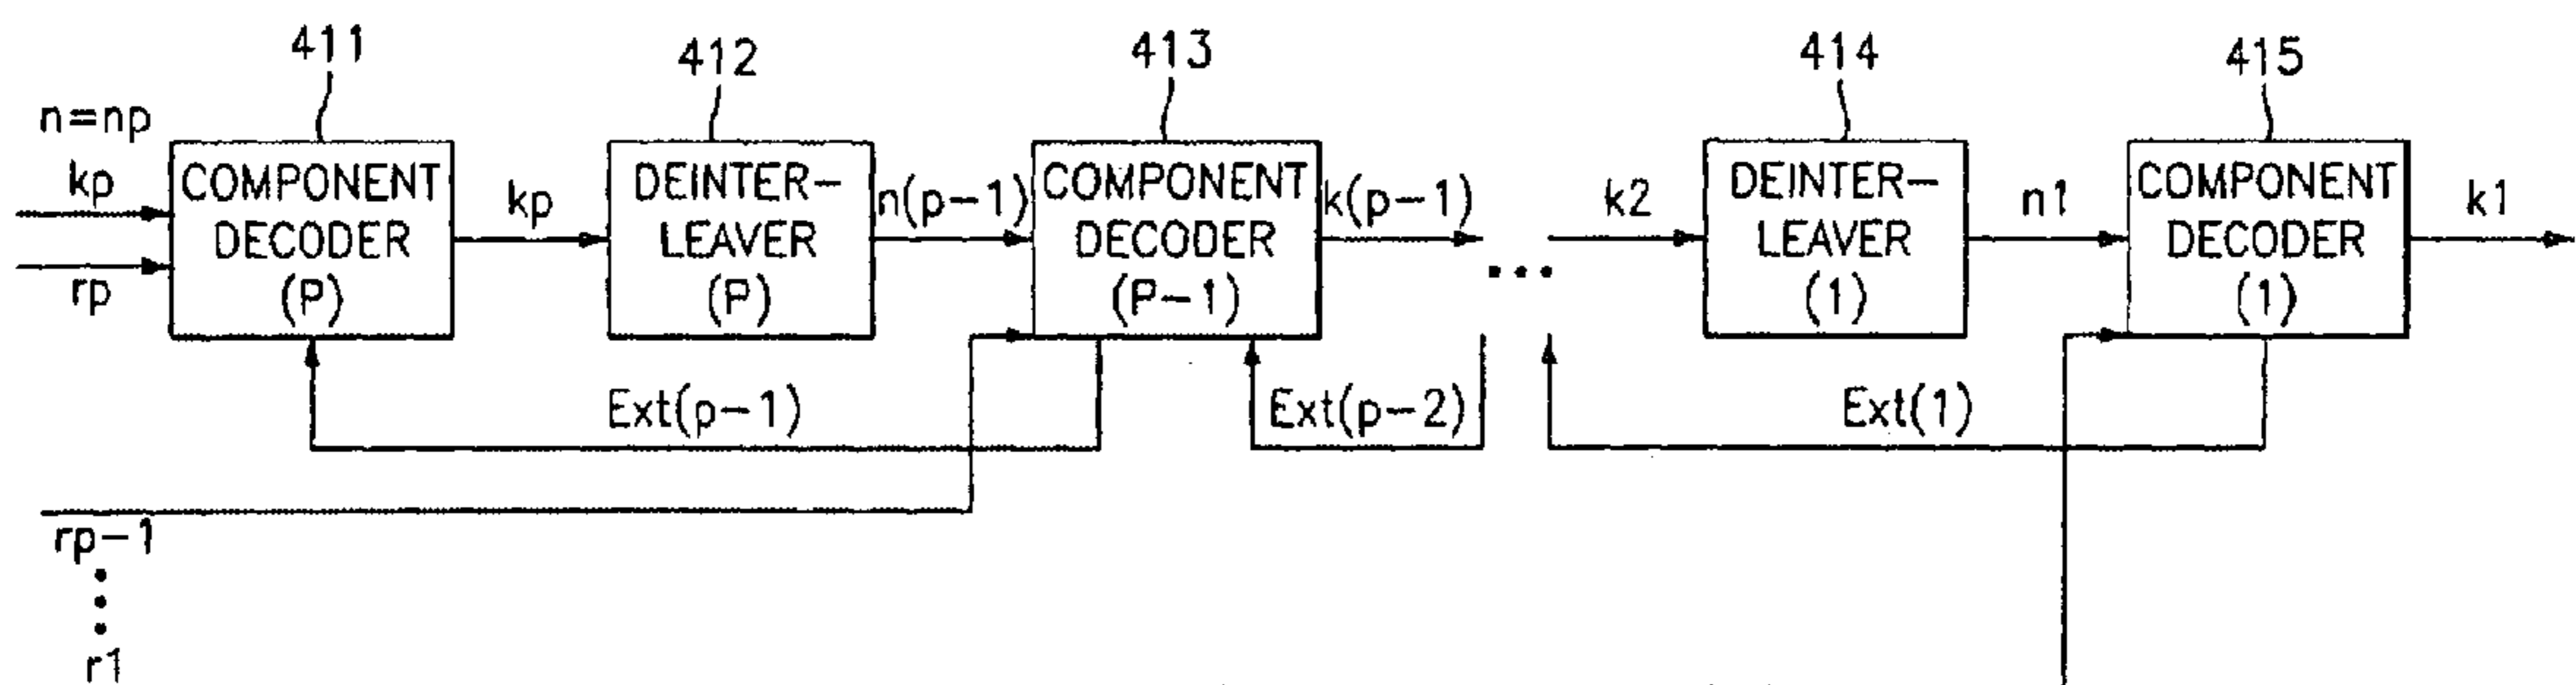 411
412
413
414
415
n=np
kp
rp
COMPONENT
DECODER
(P)
kp
DEINTER-
LEAVER
(P)
n(p-1)
COMPONENT
DECODER
(P-1)
k(p-1)
...
k2
DEINTER-
LEAVER
(1)
n1
COMPONENT
DECODER
(1)
k1
Ext(p-1)
Ext(p-2)
Ext(1)
rp-1
r1